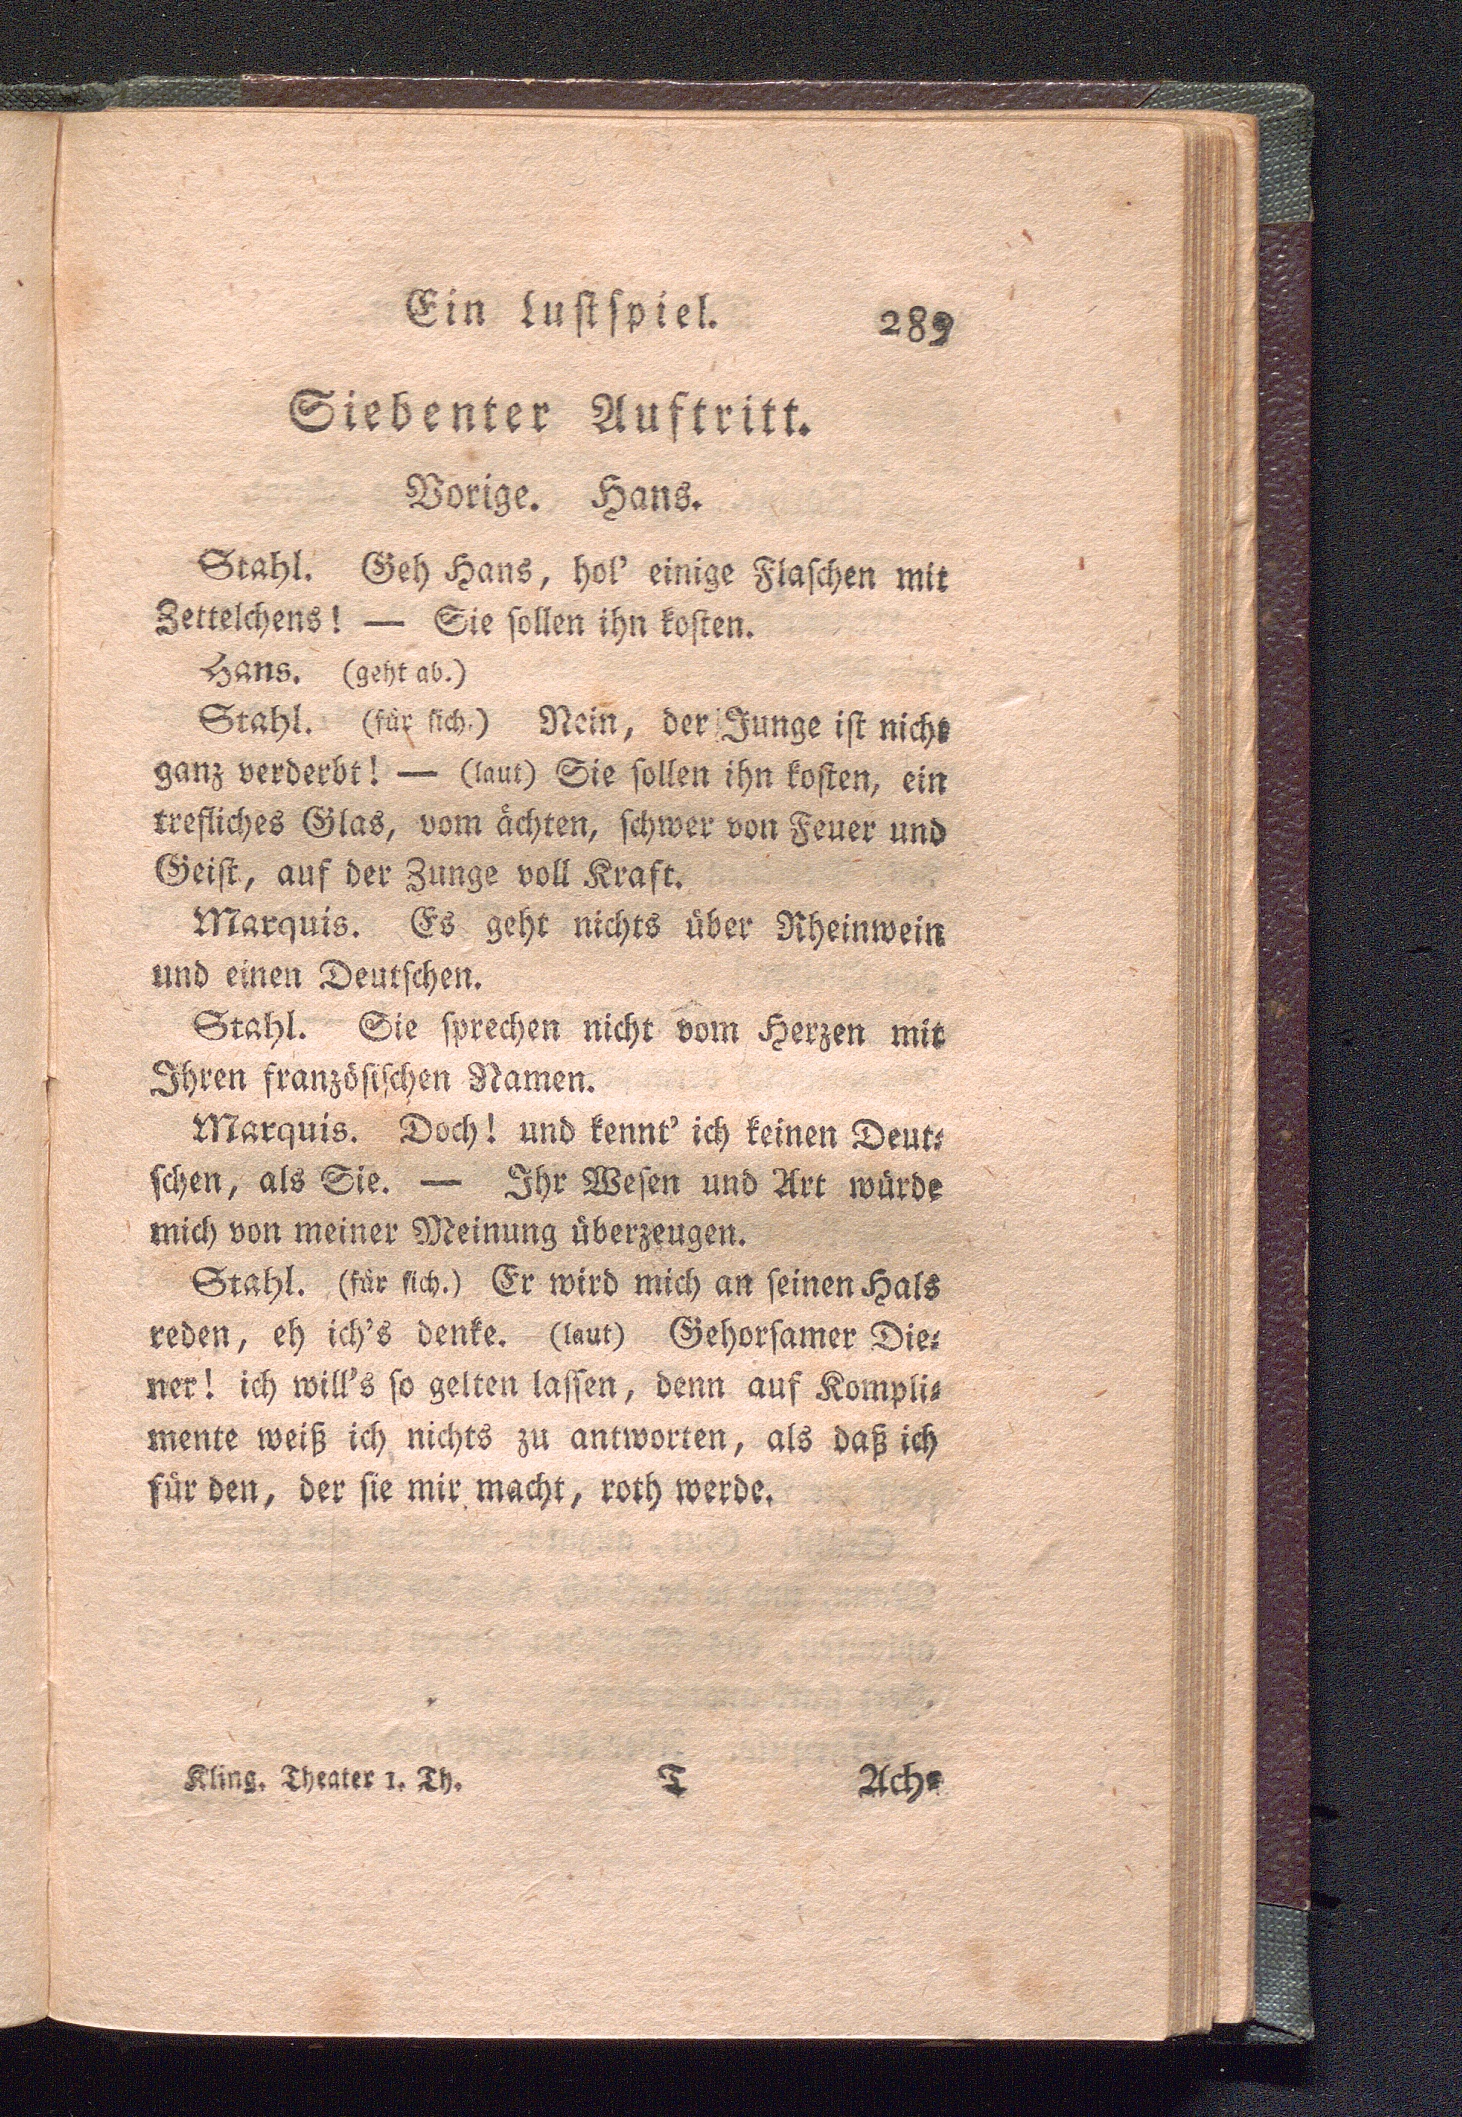 Ein Lustspiel. 289
Siebenter Auftritt.
Vorige. Hans.
Stahl. Geh Hans, hol' einige Flaschen mit
Zettelchens! — Sie sollen ihn kosten.
Hans. (geht ab.)
Stahl. (für sich.) Nein, der Junge ist nicht
ganz verderbt! — (laut) Sie sollen ihn kosten, ein
trefliches Glas, vom ächten, schwer von Feuer und
Geist, auf der Zunge voll Kraft.
Marquis. Es geht nichts über Rheinwein
und einen Deutschen.
Stahl. Sie sprechen nicht vom Herzen mit
Ihren französischen Namen.
Marquis. Doch! und kennt' ich keinen Deut-
schen, als Sie. — Ihr Wesen und Art würde
mich von meiner Meinung überzeugen.
Stahl. (für sich.) Er wird mich an seinen Hals
reden, eh ich's denke. (laut) Gehorsamer Die-
ner! ich will's so gelten lassen, denn auf Kompli-
mente weiß ich nichts zu antworten, als daß ich
für den, der sie mir macht, roth werde.
Kling. Theater 1. Th. T Ach-